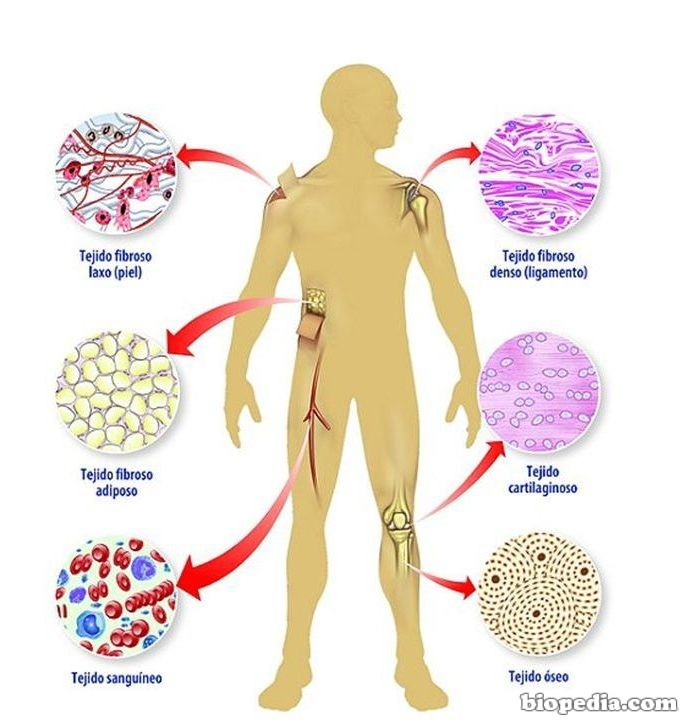 Tejido fibroso
laxo (piel)
Tejido fibroso
denso (ligamento)
Tejido fibroso
adiposo
Tejido
cartilaginoso
Tejido sanguíneo
Tejido óseo
biopedia.com